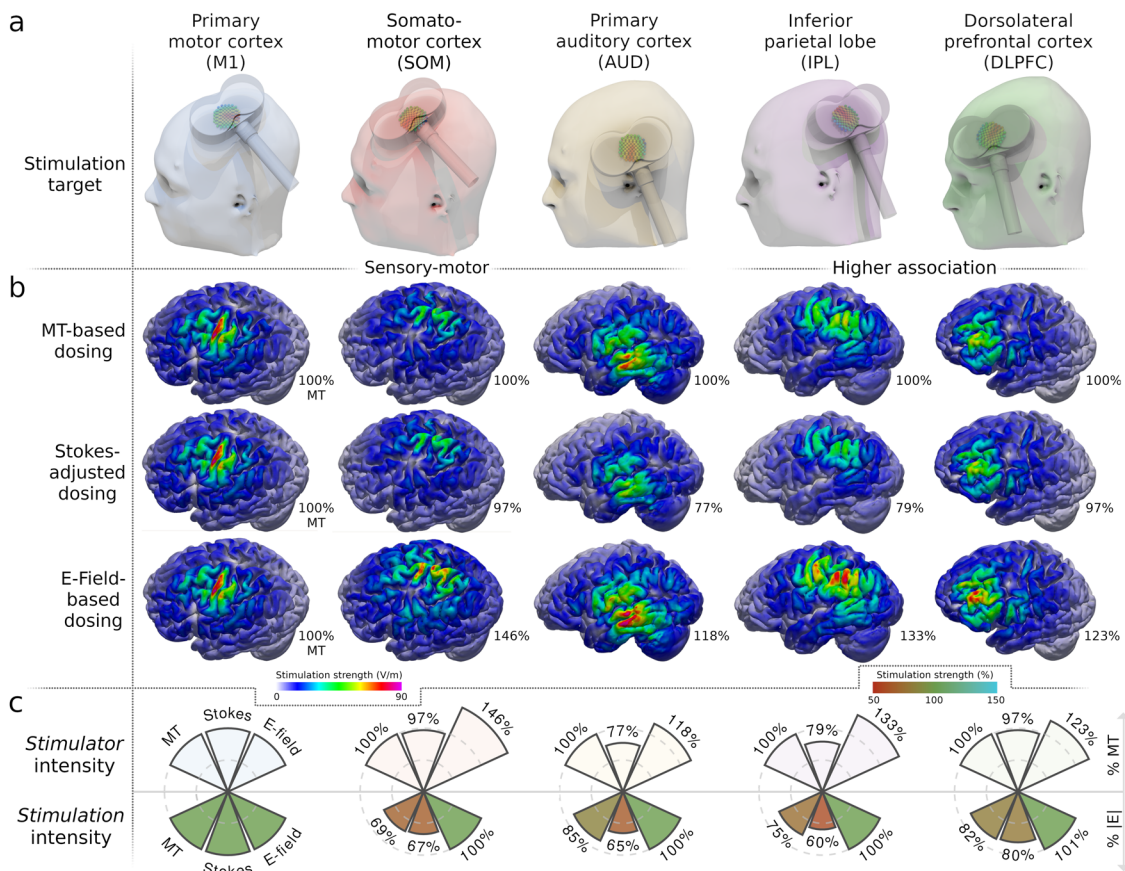 a
Primary
motor cortex
(M1)
Somato-
motor cortex
(SOM)
Primary
auditory cortex
(AUD)
Inferior
parietal lobe
(IPL)
Dorsolateral
prefrontal cortex
(DLPFC)
Stimulation
target
Sensory-motor
Higher association
b
MT-based
dosing
100%
MT
100%
100%
100%
100%
Stokes-
adjusted
dosing
100%
MT
97%
77%
79%
97%
E-Field-
based
dosing
100%
MT
146%
118%
133%
123%
Stimulation strength (V/m)
0 90
Stimulation strength (%)
50 100 150
c
Stimulator
intensity
MT Stokes E-field
100% 97% 146%
100% 77% 118%
100% 79% 133%
100% 97% 123%
% MT
Stimulation
intensity
MT Stokes E-field
69% 67% 100%
85% 65% 100%
75% 60% 100%
82% 80% 101%
% |E|